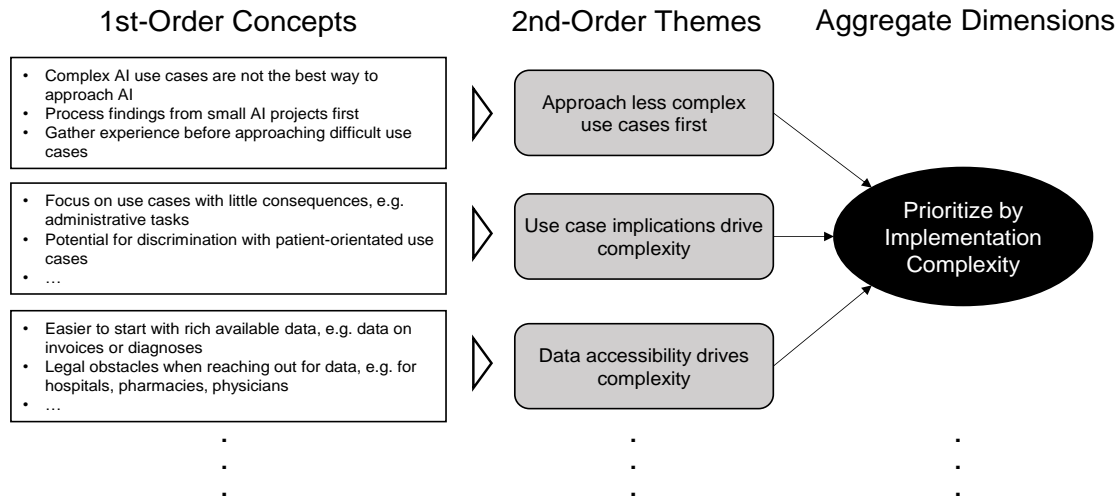 1st-Order Concepts
2nd-Order Themes
Aggregate Dimensions
• Complex AI use cases are not the best way to
approach AI
• Process findings from small AI projects first
• Gather experience before approaching difficult use
cases
Approach less complex
use cases first
• Focus on use cases with little consequences, e.g.
administrative tasks
• Potential for discrimination with patient-orientated use
cases
• …
Use case implications drive
complexity
Prioritize by
Implementation
Complexity
• Easier to start with rich available data, e.g. data on
invoices or diagnoses
• Legal obstacles when reaching out for data, e.g. for
hospitals, pharmacies, physicians
• …
Data accessibility drives
complexity
. . .
. . .
. . .